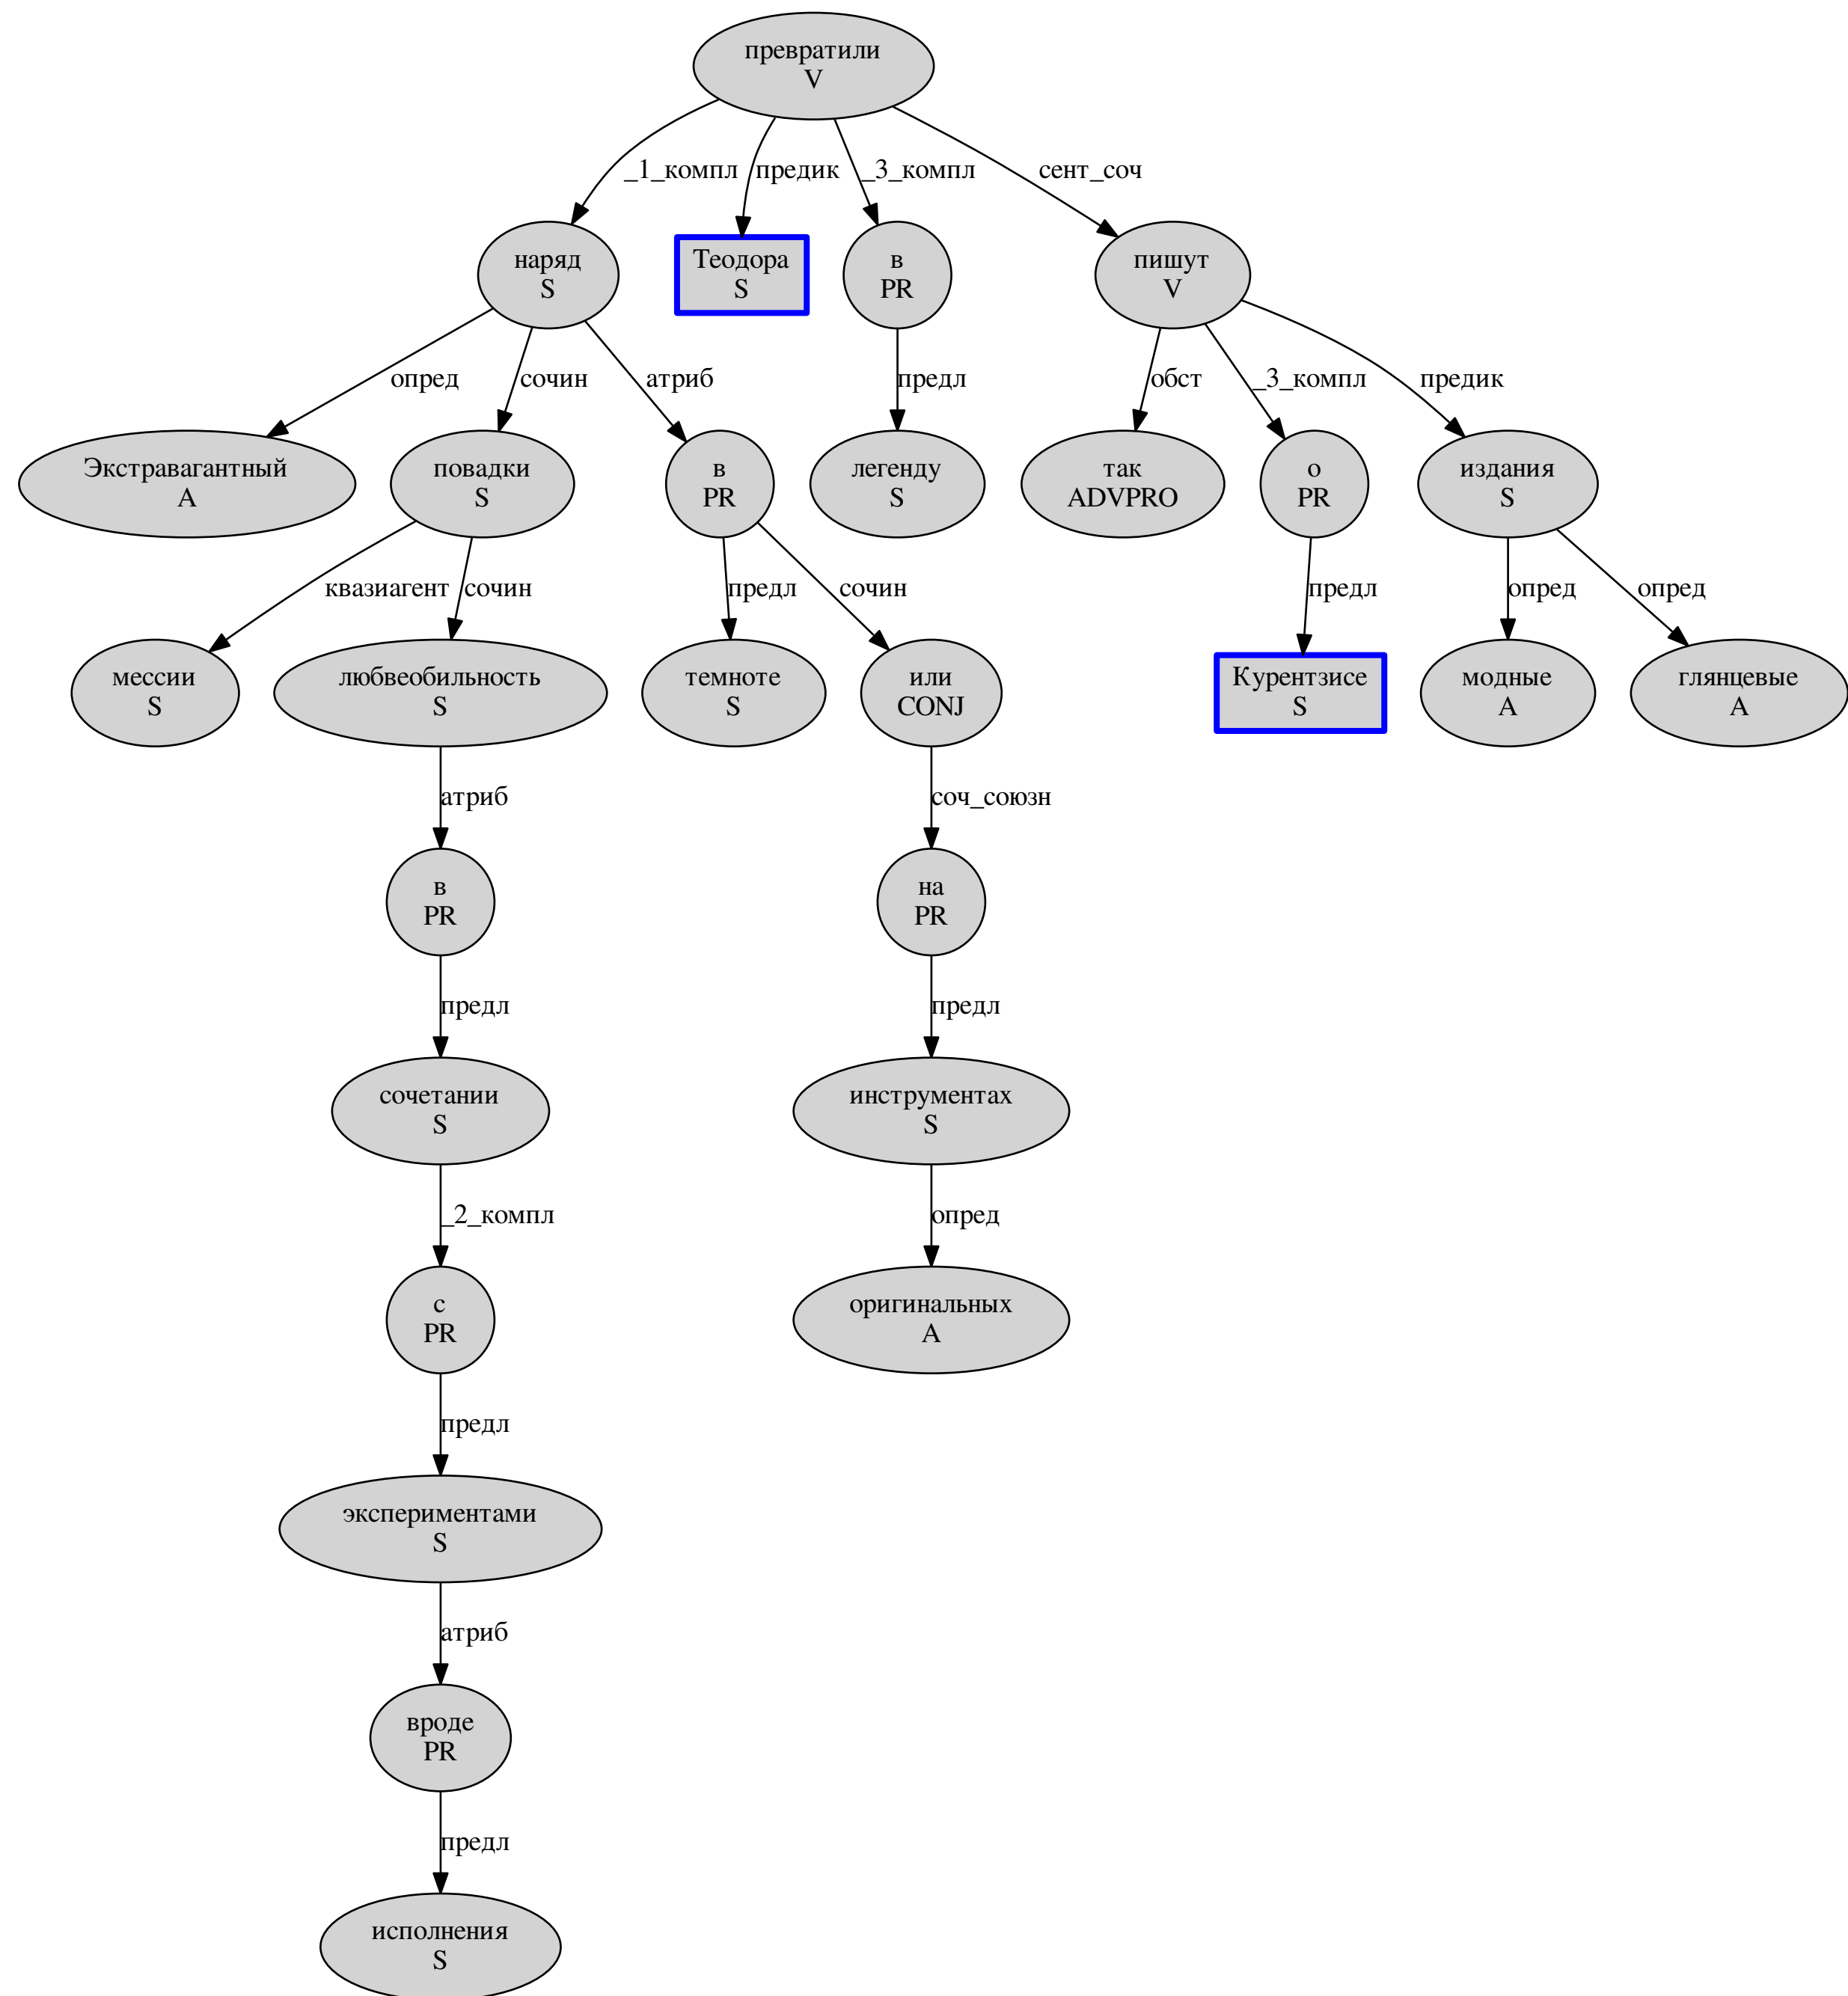 превратили
V
_1_компл
предик
_3_компл
сент_соч
наряд
S
Теодора
S
в
PR
пишут
V
опред
сочин
атриб
предл
обст
_3_компл
предик
Экстравагантный
A
повадки
S
в
PR
легенду
S
так
ADVPRO
о
PR
издания
S
квазиагент
сочин
предл
сочин
предл
опред
опред
мессии
S
любвеобильность
S
темноте
S
или
CONJ
Курентзисе
S
модные
A
глянцевые
A
атриб
соч_союзн
в
PR
на
PR
предл
предл
сочетании
S
инструментах
S
_2_компл
опред
с
PR
оригинальных
A
предл
экспериментами
S
атриб
вроде
PR
предл
исполнения
S